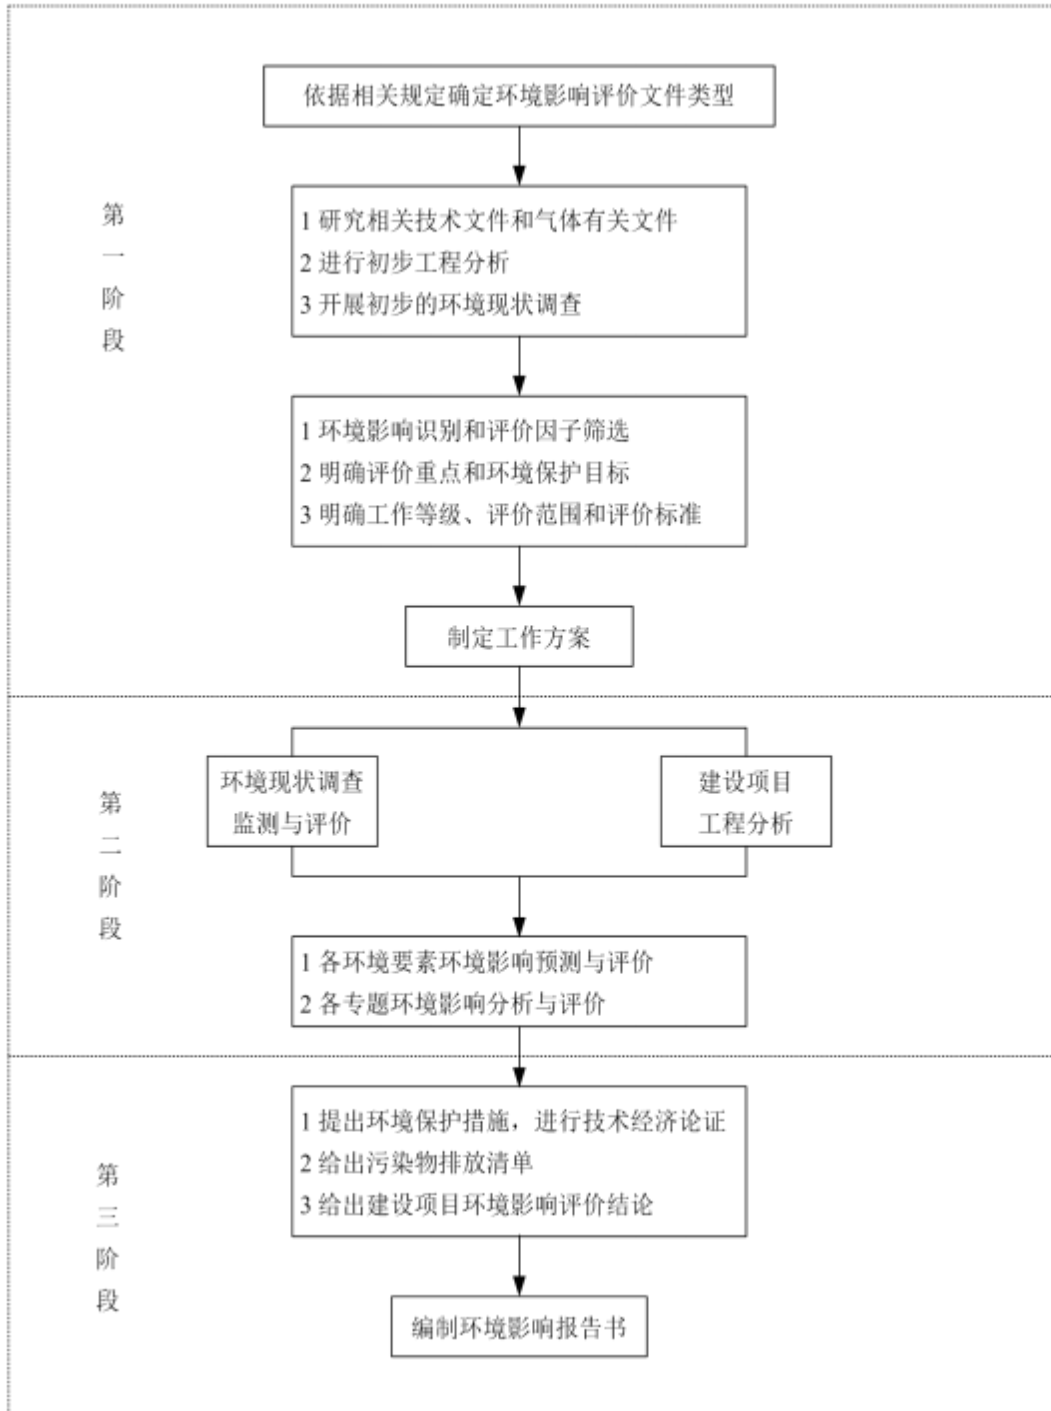 依据相关规定确定环境影响评价文件类型
第一阶段
1 研究相关技术文件和气体有关文件
2 进行初步工程分析
3 开展初步的环境现状调查
1 环境影响识别和评价因子筛选
2 明确评价重点和环境保护目标
3 明确工作等级、评价范围和评价标准
制定工作方案
第二阶段
环境现状调查
监测与评价
建设项目
工程分析
1 各环境要素环境影响预测与评价
2 各专题环境影响分析与评价
第三阶段
1 提出环境保护措施，进行技术经济论证
2 给出污染物排放清单
3 给出建设项目环境影响评价结论
编制环境影响报告书